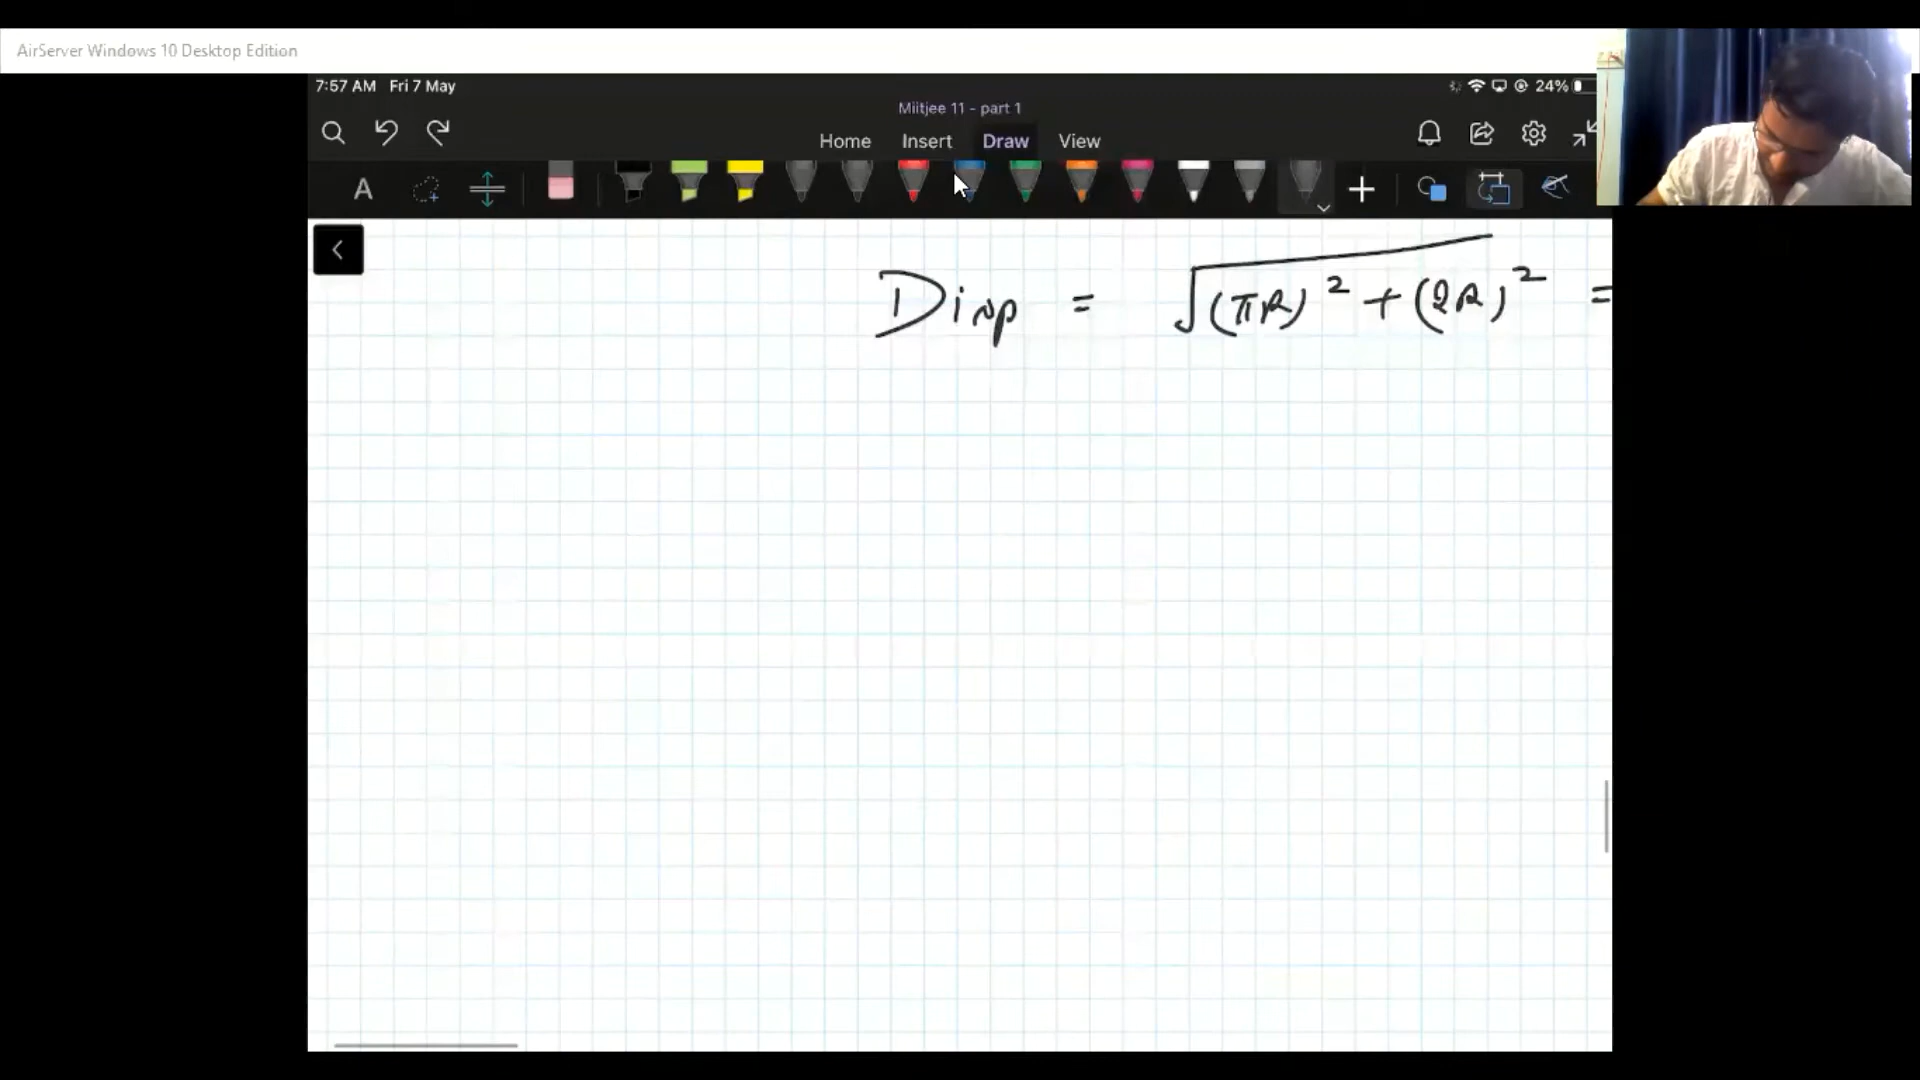 AirServer Windows 10 Desktop Edition
7:57 AM Fri 7 May
24%
Miitjee 11 - part 1
Home Insert Draw View
A
Disp = √(πR)² + (2R)² =